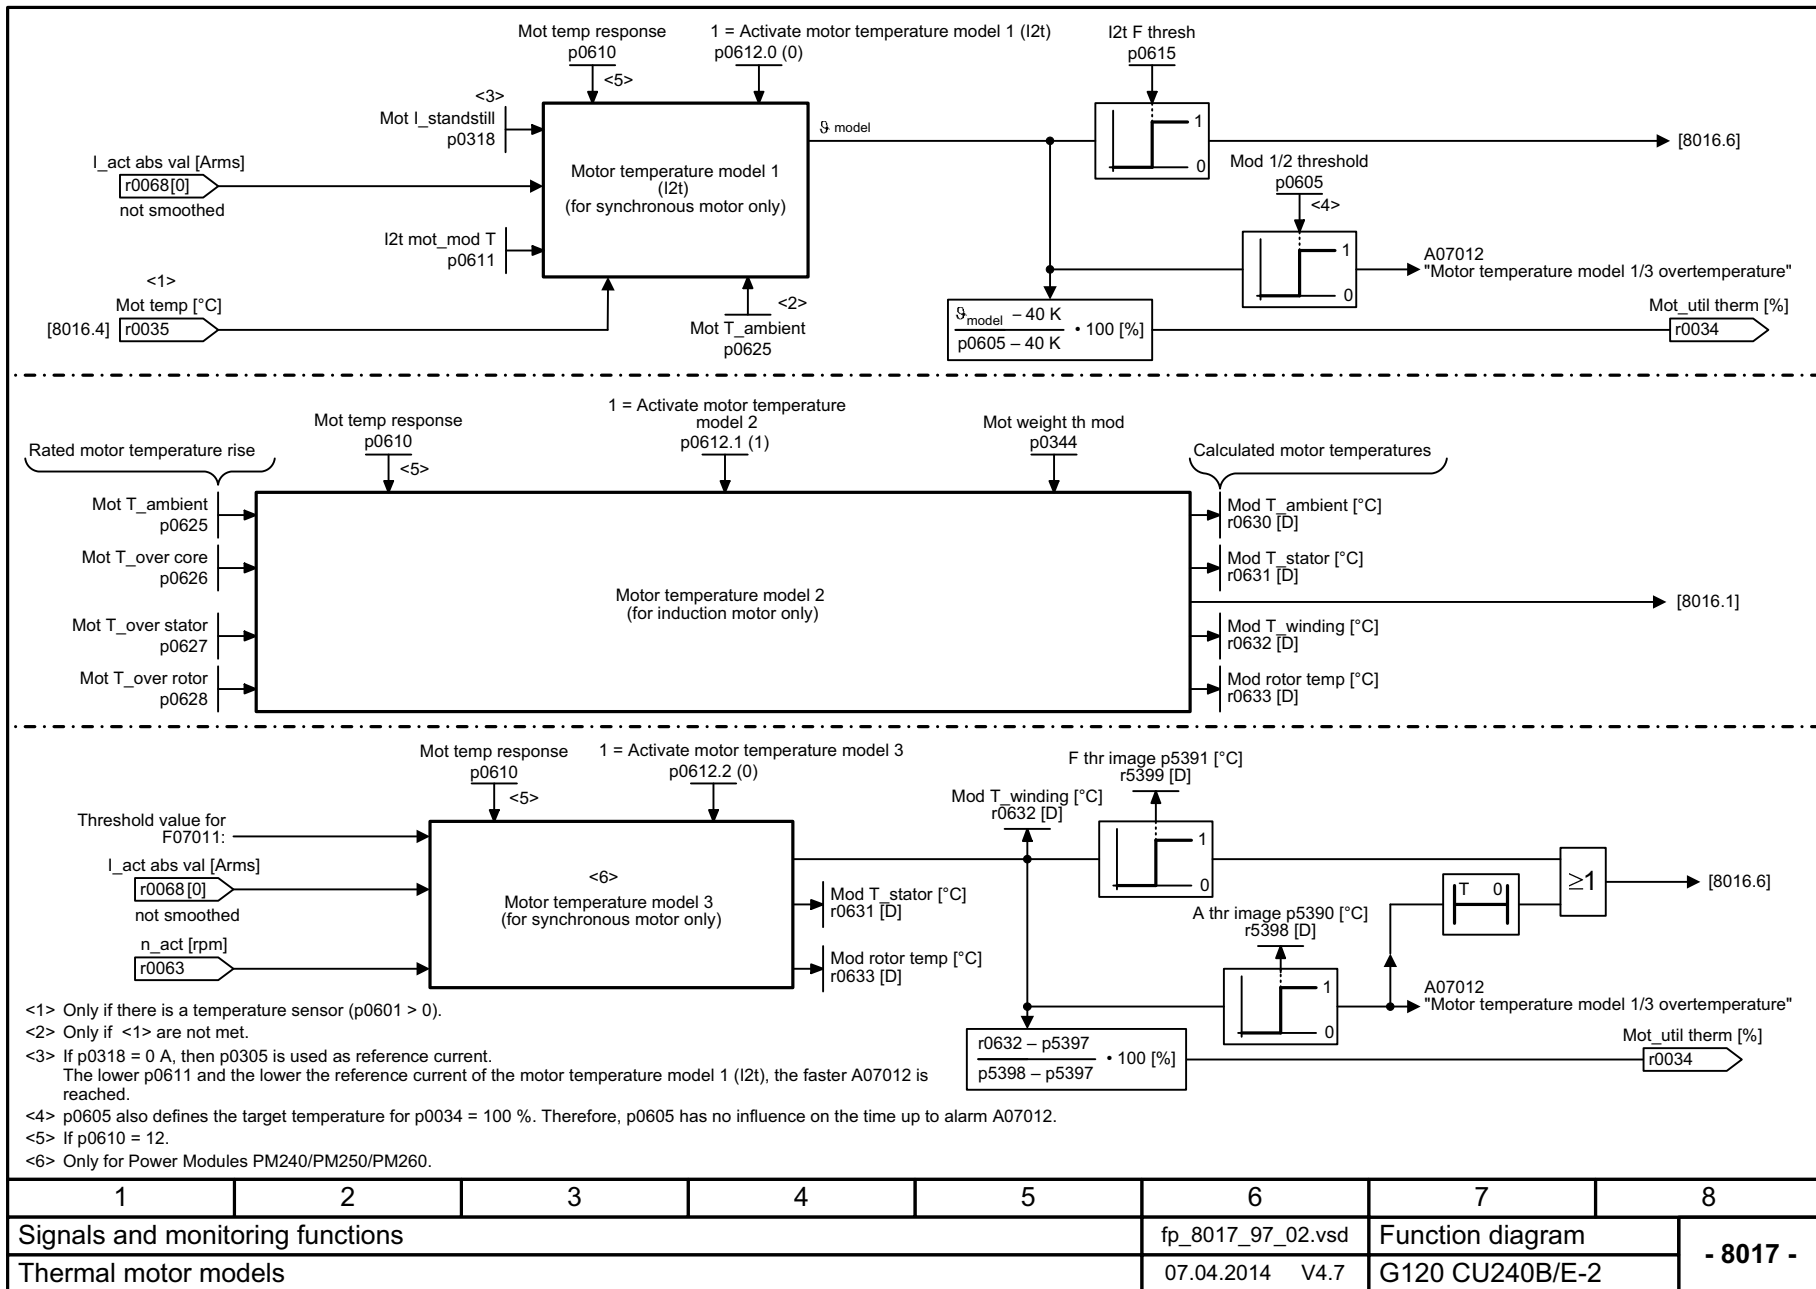 Mot temp response
p0610
<5>
1 = Activate motor temperature model 1 (I2t)
p0612.0 (0)
I2t F thresh
p0615
<3>
Mot I_standstill
p0318
I_act abs val [Arms]
r0068[0]
not smoothed
I2t mot_mod T
p0611
<1>
Mot temp [°C]
[8016.4] r0035
Motor temperature model 1
(I2t)
(for synchronous motor only)
<2>
Mot T_ambient
p0625
ϑ model
1
0
[8016.6]
Mod 1/2 threshold
p0605
<4>
1
0
A07012
"Motor temperature model 1/3 overtemperature"
ϑmodel – 40 K
p0605 – 40 K
• 100 [%]
Mot_util therm [%]
r0034
Rated motor temperature rise
Mot temp response
p0610
<5>
1 = Activate motor temperature
model 2
p0612.1 (1)
Mot weight th mod
p0344
Calculated motor temperatures
Mot T_ambient
p0625
Mot T_over core
p0626
Mot T_over stator
p0627
Mot T_over rotor
p0628
Motor temperature model 2
(for induction motor only)
Mod T_ambient [°C]
r0630 [D]
Mod T_stator [°C]
r0631 [D]
[8016.1]
Mod T_winding [°C]
r0632 [D]
Mod rotor temp [°C]
r0633 [D]
Mot temp response
p0610
<5>
1 = Activate motor temperature model 3
p0612.2 (0)
Threshold value for
F07011:
I_act abs val [Arms]
r0068[0]
not smoothed
n_act [rpm]
r0063
<6>
Motor temperature model 3
(for synchronous motor only)
Mod T_stator [°C]
r0631 [D]
Mod rotor temp [°C]
r0633 [D]
Mod T_winding [°C]
r0632 [D]
F thr image p5391 [°C]
r5399 [D]
1
0
A thr image p5390 [°C]
r5398 [D]
1
0
T 0
≥1
[8016.6]
A07012
"Motor temperature model 1/3 overtemperature"
r0632 – p5397
p5398 – p5397
• 100 [%]
Mot_util therm [%]
r0034
<1> Only if there is a temperature sensor (p0601 > 0).
<2> Only if <1> are not met.
<3> If p0318 = 0 A, then p0305 is used as reference current.
The lower p0611 and the lower the reference current of the motor temperature model 1 (I2t), the faster A07012 is
reached.
<4> p0605 also defines the target temperature for p0034 = 100 %. Therefore, p0605 has no influence on the time up to alarm A07012.
<5> If p0610 = 12.
<6> Only for Power Modules PM240/PM250/PM260.
1 2 3 4 5 6 7 8
Signals and monitoring functions
fp_8017_97_02.vsd
Function diagram
- 8017 -
Thermal motor models
07.04.2014 V4.7
G120 CU240B/E-2